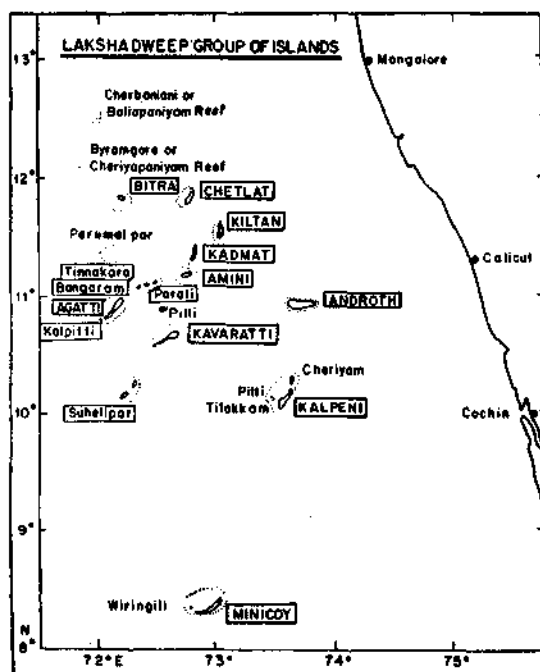 LAKSHADWEEP GROUP OF ISLANDS
13°
Mangalore
Cherbaniani or
Baliapaniyam Reef
Byramgore or
Cheriyapaniyam Reef
12°
BITRA
CHETLAT
KILTAN
Perumal par
KADMAT
Calicut
Tinnakara
AMINI
Bangaram
Parali
11°
AGATTI
Pitti
ANDROTH
Kalpitti
KAVARATTI
Cheriyam
Pitti
Tilakkam
KALPENI
Suheli par
10°
Cochin
9°
Wiringili
MINICOY
N
8°
72°E
73°
74°
75°